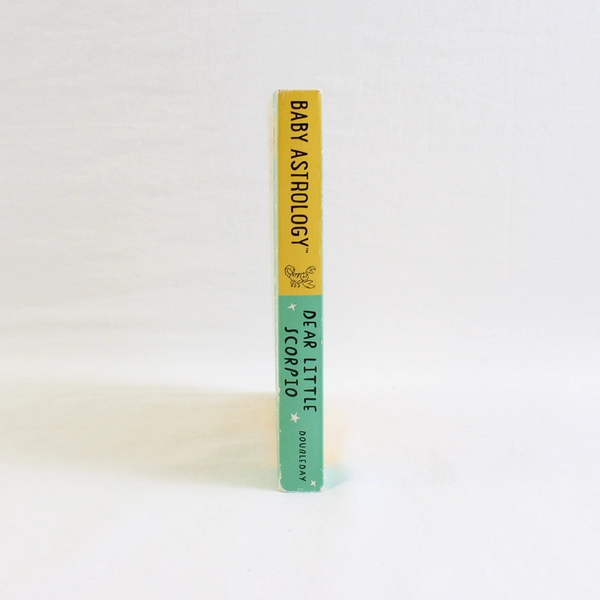 BABY ASTROLOGY™
DEAR LITTLE
SCORPIO
DOUBLEDAY